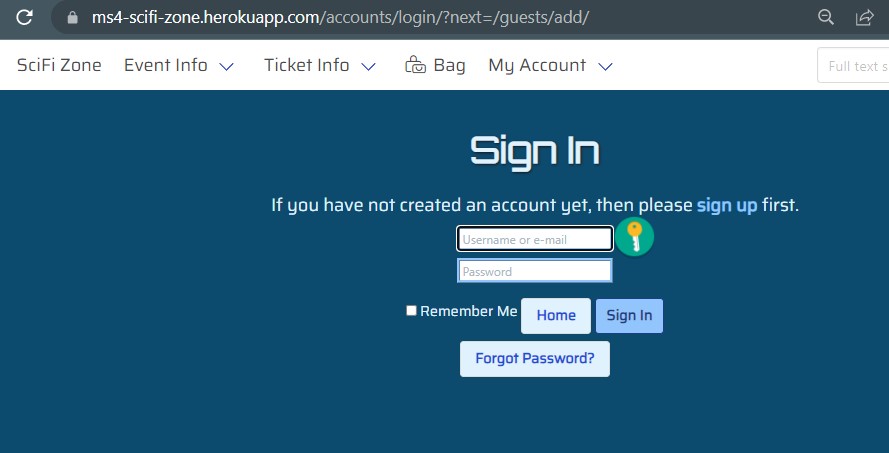 ms4-scifi-zone.herokuapp.com/accounts/login/?next=/guests/add/
SciFi Zone Event Info Ticket Info Bag My Account Full text s
Sign In
If you have not created an account yet, then please sign up first.
Username or e-mail
Password
Remember Me Home Sign In
Forgot Password?